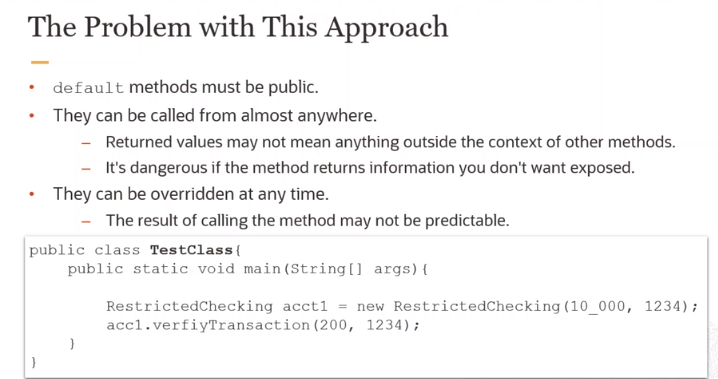 The Problem with This Approach
• default methods must be public.
• They can be called from almost anywhere.
– Returned values may not mean anything outside the context of other methods.
– It's dangerous if the method returns information you don't want exposed.
• They can be overridden at any time.
– The result of calling the method may not be predictable.
public class TestClass{
public static void main(String[] args){
RestrictedChecking acct1 = new RestrictedChecking(10_000, 1234);
acc1.verfiyTransaction(200, 1234);
}
}